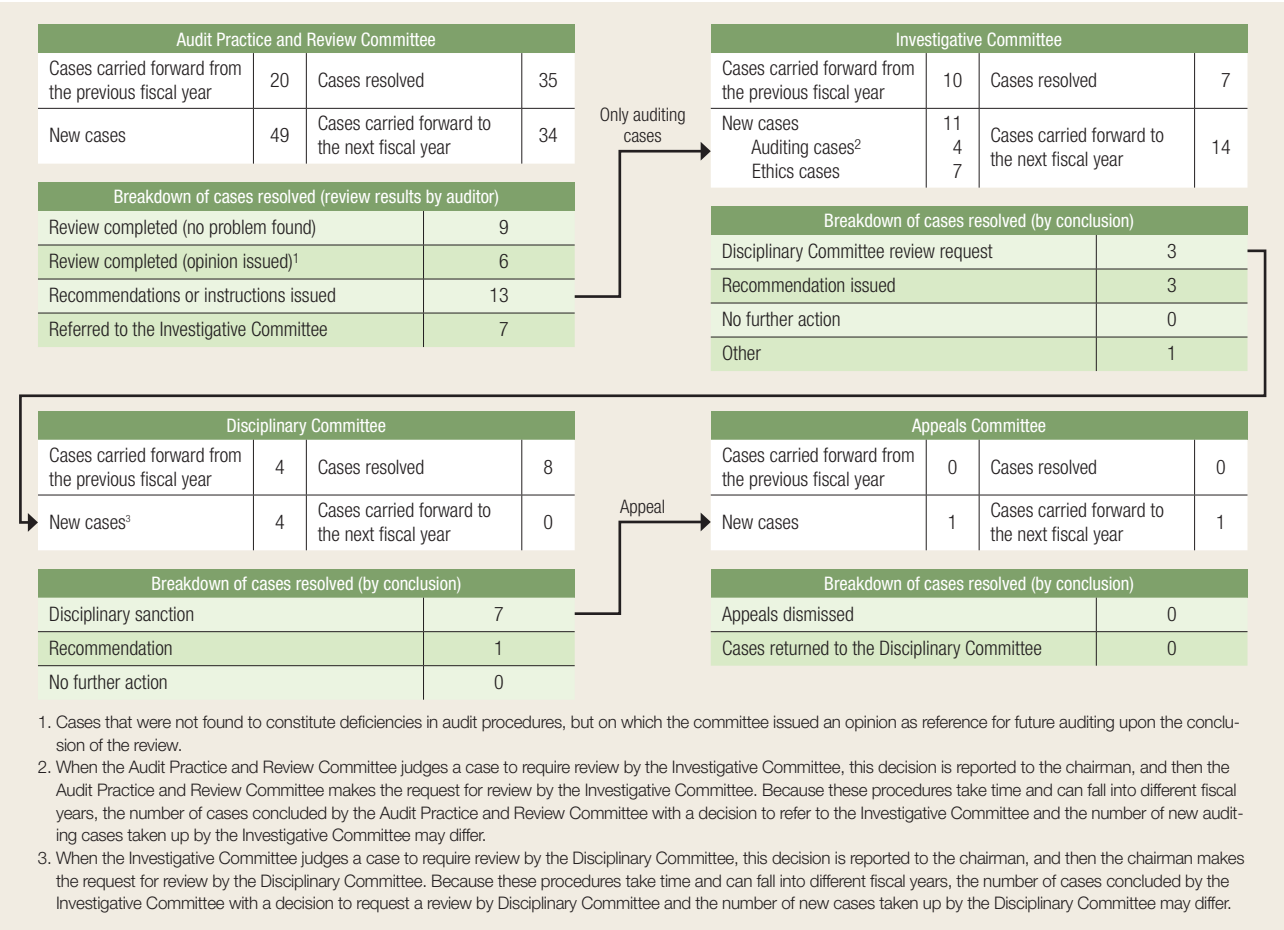 Audit Practice and Review Committee
Cases carried forward from
the previous fiscal year
20
Cases resolved
35
New cases
49
Cases carried forward to
the next fiscal year
34
Breakdown of cases resolved (review results by auditor)
Review completed (no problem found)
9
Review completed (opinion issued)1
6
Recommendations or instructions issued
13
Referred to the Investigative Committee
7
Only auditing
cases
Investigative Committee
Cases carried forward from
the previous fiscal year
10
Cases resolved
7
New cases
11
Auditing cases2
4
Ethics cases
7
Cases carried forward to
the next fiscal year
14
Breakdown of cases resolved (by conclusion)
Disciplinary Committee review request
3
Recommendation issued
3
No further action
0
Other
1
Disciplinary Committee
Cases carried forward from
the previous fiscal year
4
Cases resolved
8
New cases3
4
Cases carried forward to
the next fiscal year
0
Breakdown of cases resolved (by conclusion)
Disciplinary sanction
7
Recommendation
1
No further action
0
Appeal
Appeals Committee
Cases carried forward from
the previous fiscal year
0
Cases resolved
0
New cases
1
Cases carried forward to
the next fiscal year
1
Breakdown of cases resolved (by conclusion)
Appeals dismissed
0
Cases returned to the Disciplinary Committee
0
1. Cases that were not found to constitute deficiencies in audit procedures, but on which the committee issued an opinion as reference for future auditing upon the conclu-
sion of the review.
2. When the Audit Practice and Review Committee judges a case to require review by the Investigative Committee, this decision is reported to the chairman, and then the
Audit Practice and Review Committee makes the request for review by the Investigative Committee. Because these procedures take time and can fall into different fiscal
years, the number of cases concluded by the Audit Practice and Review Committee with a decision to refer to the Investigative Committee and the number of new audit-
ing cases taken up by the Investigative Committee may differ.
3. When the Investigative Committee judges a case to require review by the Disciplinary Committee, this decision is reported to the chairman, and then the chairman makes
the request for review by the Disciplinary Committee. Because these procedures take time and can fall into different fiscal years, the number of cases concluded by the
Investigative Committee with a decision to request a review by Disciplinary Committee and the number of new cases taken up by the Disciplinary Committee may differ.